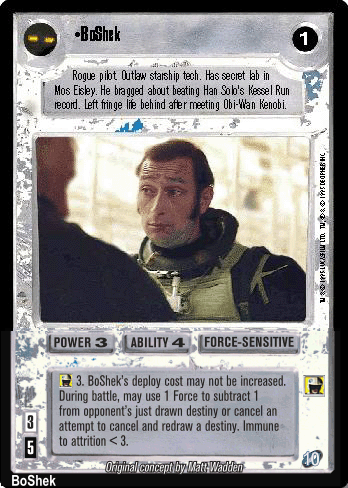 •BoShek
1
Rogue pilot. Outlaw starship tech. Has secret lab in
Mos Eisley. He bragged about beating Han Solo's Kessel Run
record. Left fringe life behind after meeting Obi-Wan Kenobi.
POWER 3
ABILITY 4
FORCE-SENSITIVE
3. BoShek's deploy cost may not be increased.
During battle, may use 1 Force to subtract 1
from opponent's just drawn destiny or cancel an
attempt to cancel and redraw a destiny. Immune
to attrition < 3.
3
5
10
Original concept by Matt Wadden
BoShek